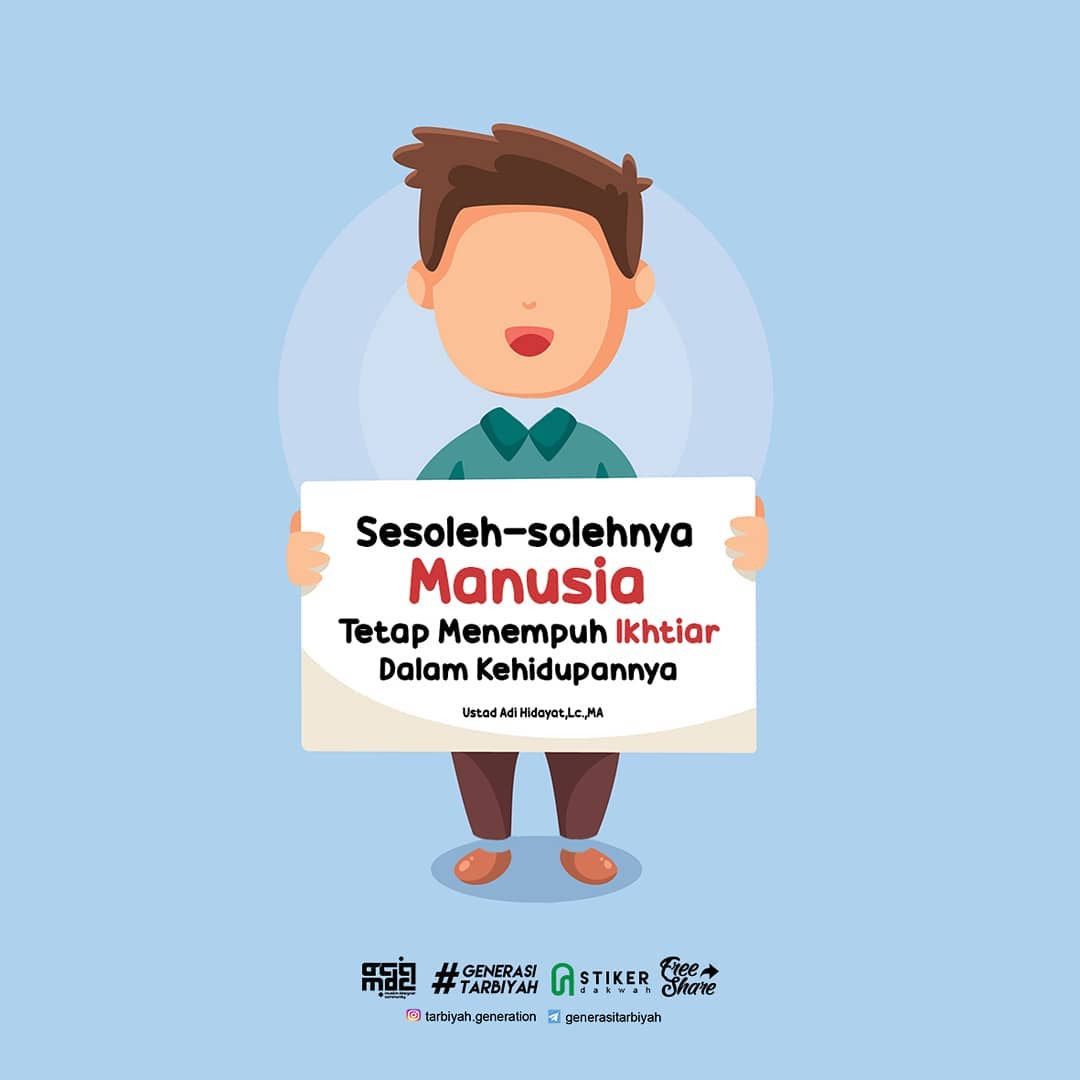 Sesoleh-solehnya
Manusia
Tetap Menempuh Ikhtiar
Dalam Kehidupannya
Ustad Adi Hidayat,Lc.,MA
mdc
#GENERASI
TARBIYAH
STIKER
dakwah
Free
Share
tarbiyah.generation
generasitarbiyah